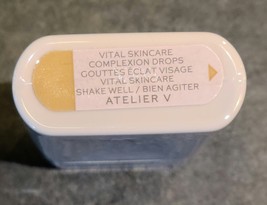 VITAL SKINCARE
COMPLEXION DROPS
GOUTTES ÉCLAT VISAGE
VITAL SKINCARE
SHAKE WELL / BIEN AGITER
ATELIER V